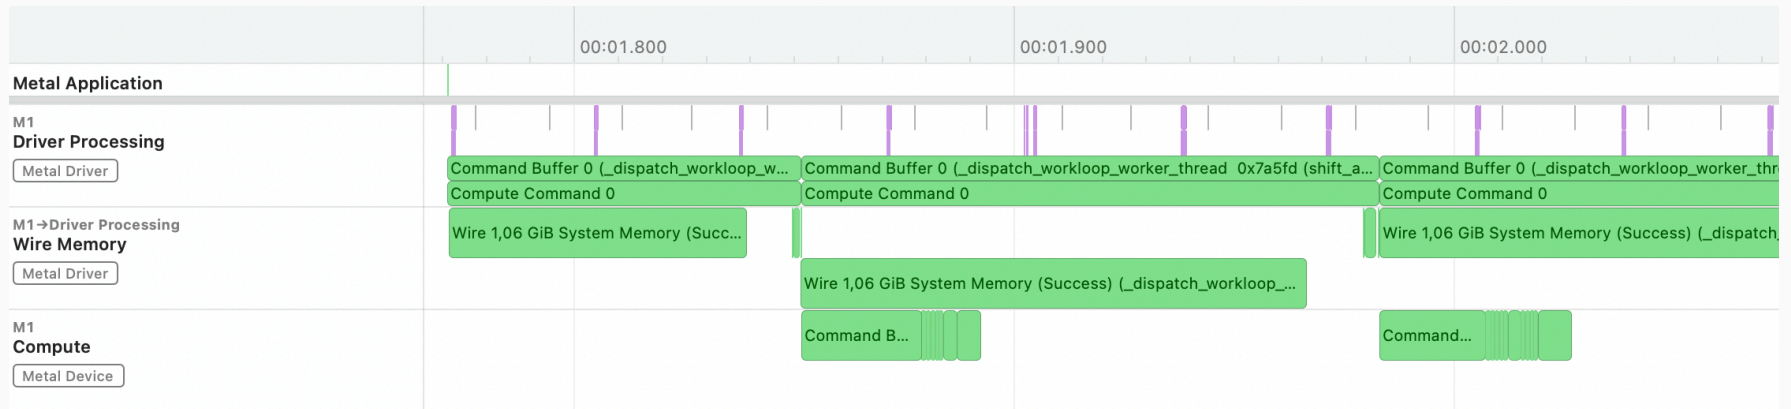 00:01.800
00:01.900
00:02.000
Metal Application
M1
Driver Processing
Metal Driver
Command Buffer 0 (_dispatch_workloop_w...
Command Buffer 0 (_dispatch_workloop_worker_thread 0x7a5fd (shift_a...
Command Buffer 0 (_dispatch_workloop_worker_thr
Compute Command 0
Compute Command 0
Compute Command 0
M1→Driver Processing
Wire Memory
Metal Driver
Wire 1,06 GiB System Memory (Succ...
Wire 1,06 GiB System Memory (Success) (_dispatch_
Wire 1,06 GiB System Memory (Success) (_dispatch_workloop_...
M1
Compute
Metal Device
Command B...
Command...